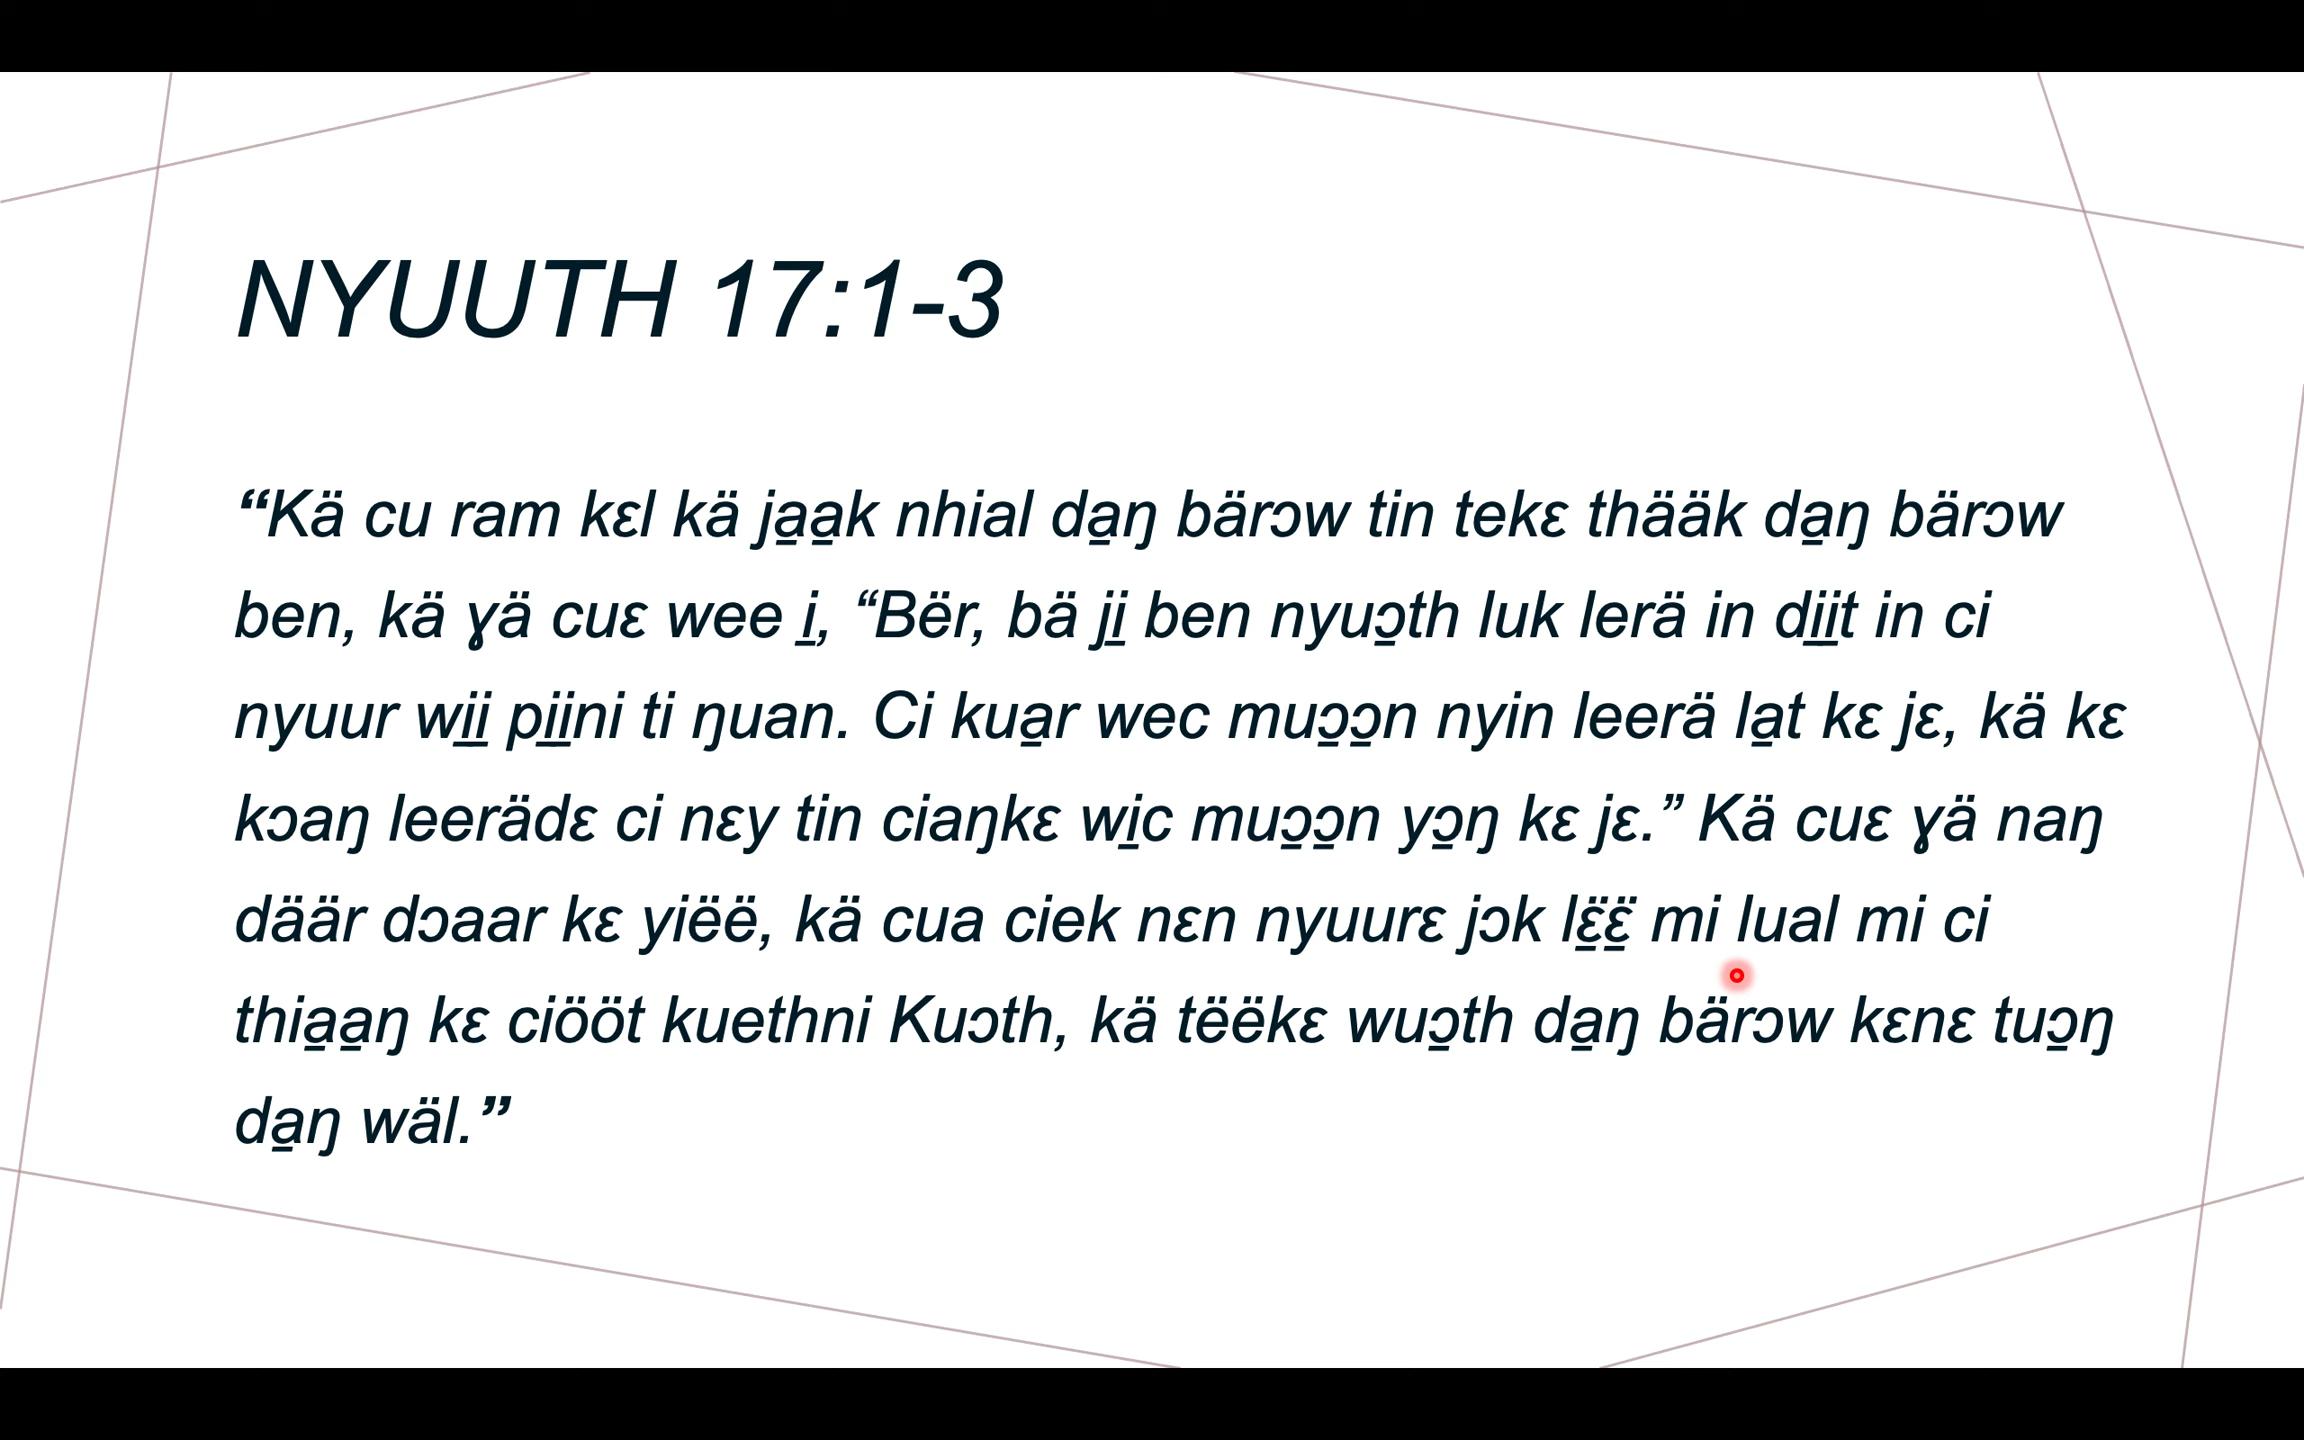 NYUUTH 17:1-3
“Kä cu ram kɛl kä ja̱a̱k nhial da̱ŋ bärɔw tin tekɛ thääk da̱ŋ bärɔw
ben, kä ɣä cuɛ wee i̱, “Bër, bä ji̱ ben nyuɔ̱th luk lerä in di̱i̱t in ci
nyuur wi̱i̱ pi̱i̱ni ti ŋuan. Ci kua̱r wec muɔ̱ɔ̱n nyin leerä la̱t kɛ jɛ, kä kɛ
kɔaŋ leerädɛ ci nɛy tin ciaŋkɛ wi̱c muɔ̱ɔ̱n yɔ̱ŋ kɛ jɛ.” Kä cuɛ ɣä naŋ
däär dɔaar kɛ yiëë, kä cua ciek nɛn nyuurɛ jɔk lɛ̱̈ɛ̱̈ mi lual mi ci
thia̱a̱ŋ kɛ ciööt kuethni Kuɔth, kä tëëkɛ wuɔ̱th da̱ŋ bärɔw kɛnɛ tuɔ̱ŋ
da̱ŋ wäl.”